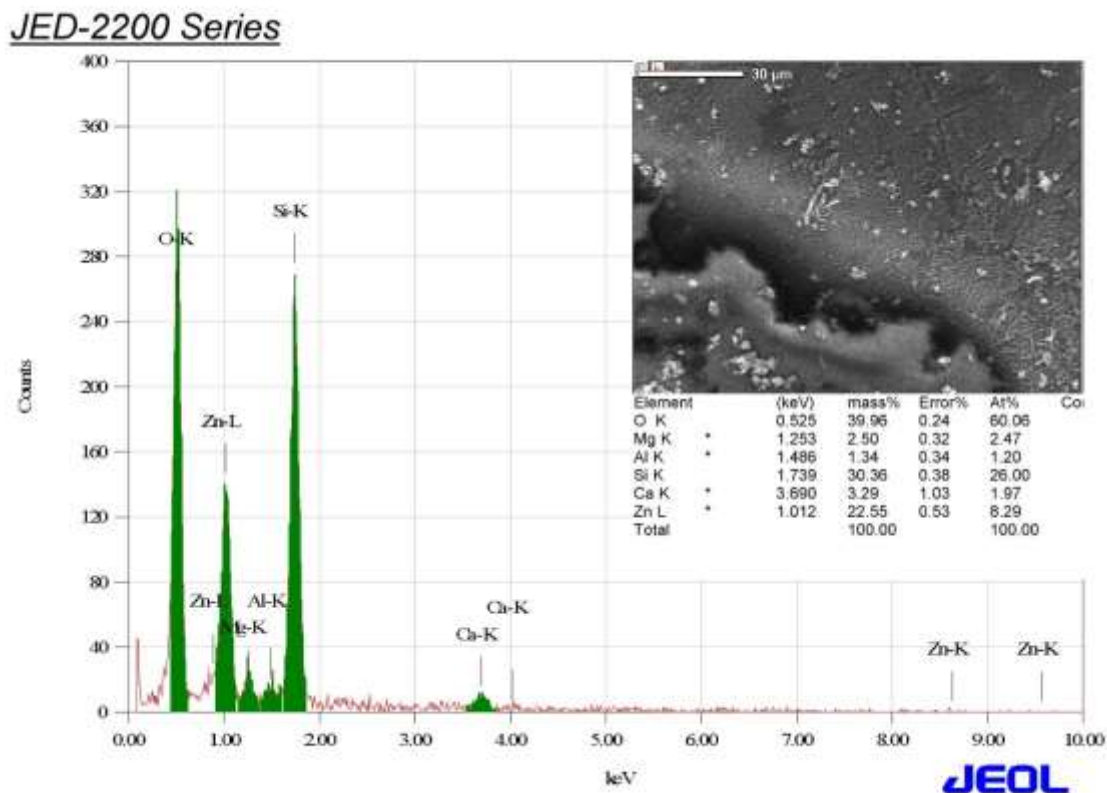 JED-2200 Series
400
360
320
280
240
200
160
120
80
40
0
Counts
O-K
Zn-L
Si-K
Al-K
Mg-K
Ca-K
Ca-K
Zn-K
Zn-K
0.00 1.00 2.00 3.00 4.00 5.00 6.00 7.00 8.00 9.00 10.00
keV
30 μm
Element (keV) mass% Error% At%
O K 0.525 39.96 0.24 60.06
Mg K * 1.253 2.50 0.32 2.47
Al K * 1.486 1.34 0.34 1.20
Si K 1.739 30.36 0.38 26.00
Ca K * 3.690 3.29 1.03 1.97
Zn L * 1.012 22.55 0.53 8.29
Total 100.00 100.00
JEOL